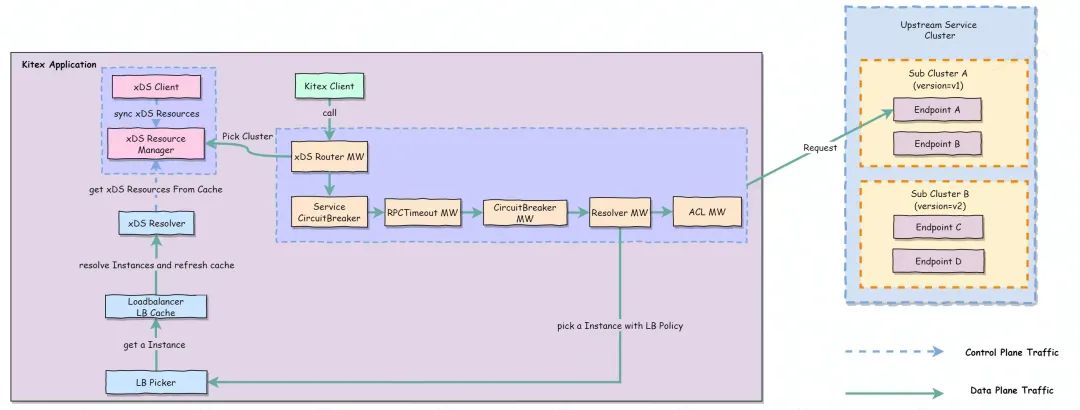 Kitex Application
xDS Client
sync xDS Resources
xDS Resource
Manager
get xDS Resources From Cache
xDS Resolver
resolve Instances and refresh cache
Loadbalancer
LB Cache
get a Instance
LB Picker
Kitex Client
call
Pick Cluster
xDS Router MW
Service
CircuitBreaker
RPCTimeout MW
CircuitBreaker
MW
Resolver MW
ACL MW
pick a Instance with LB Policy
Request
Upstream Service
Cluster
Sub Cluster A
(version=v1)
Endpoint A
Endpoint B
Sub Cluster B
(version=v2)
Endpoint C
Endpoint D
Control Plane Traffic
Data Plane Traffic